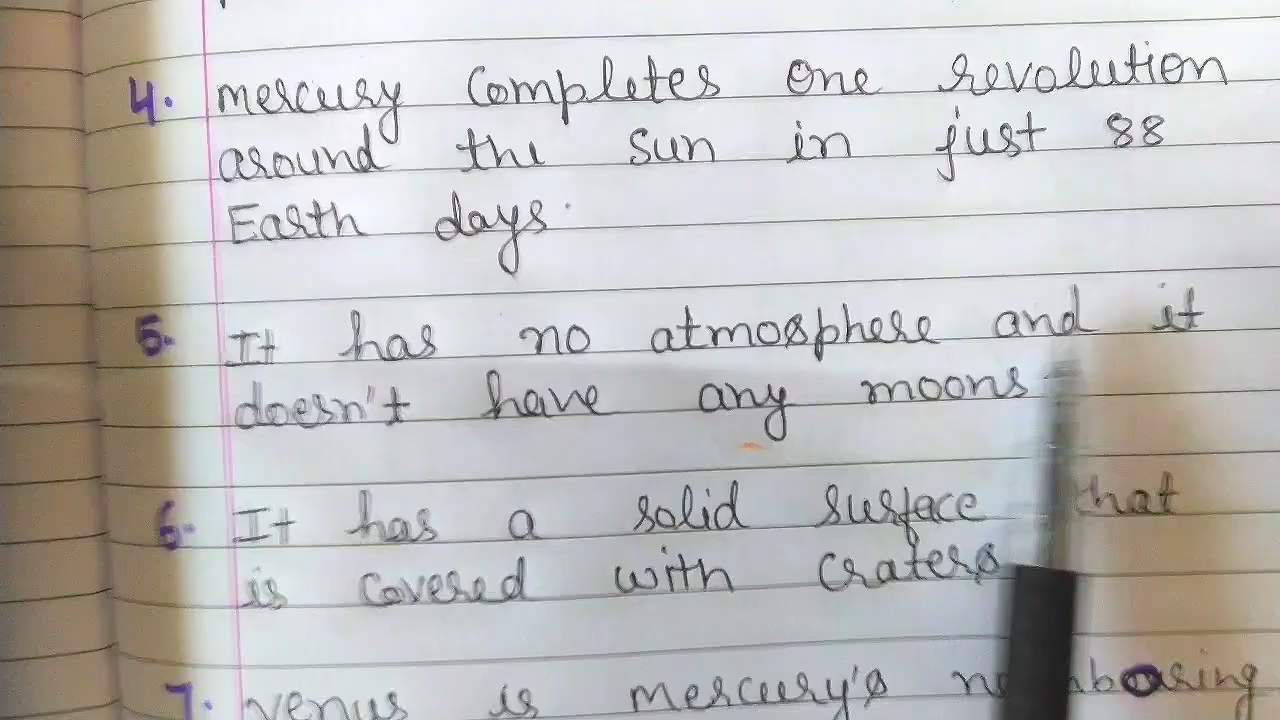 4. mercury completes one revolution
around the sun in just 88
Earth days.
5. It has no atmosphere and it
doesn't have any moons
6. It has a solid surface that
is covered with craters
7. venus is mercury's